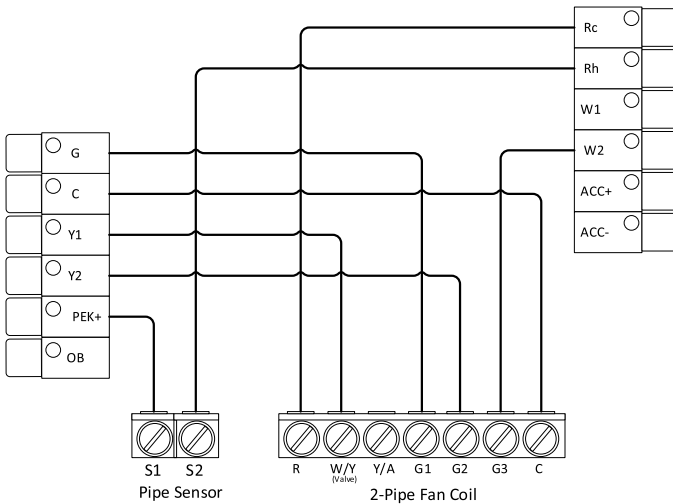 Rc
Rh
W1
W2
ACC+
ACC-
G
C
Y1
Y2
PEK+
OB
S1 S2
Pipe Sensor
R W/Y Y/A G1 G2 G3 C
(Valve)
2-Pipe Fan Coil